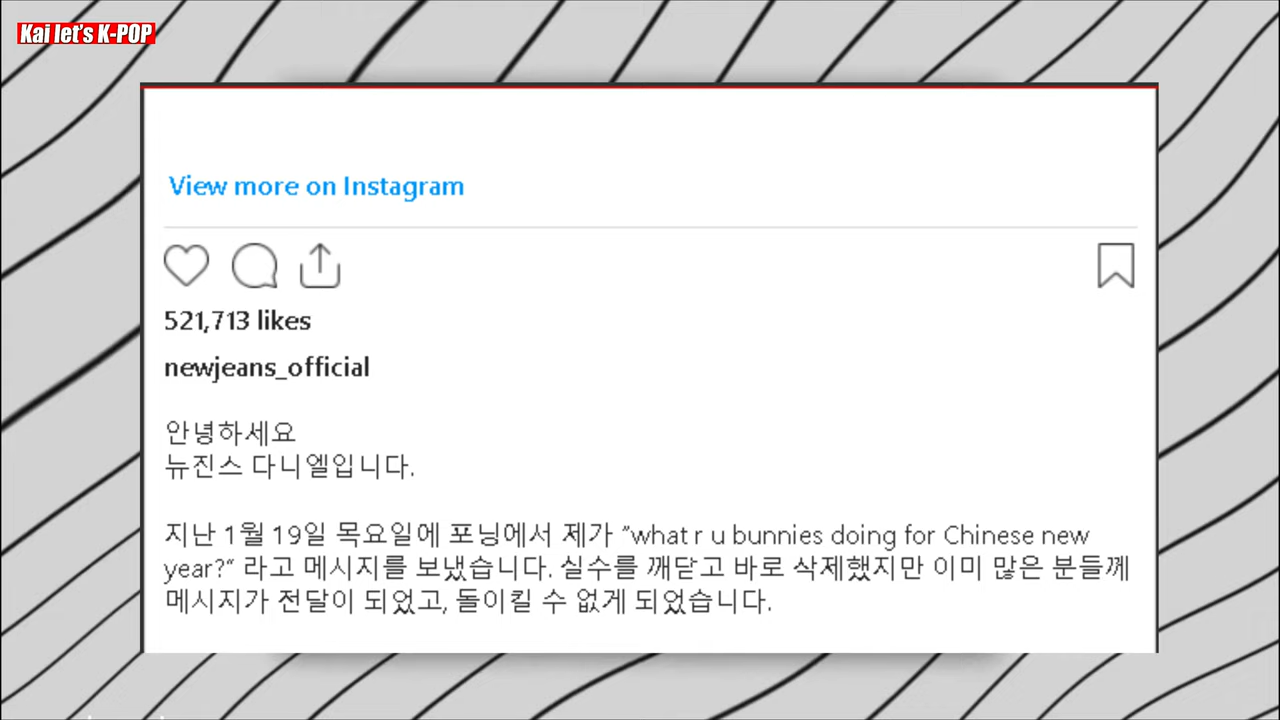 Kai let's K-POP
View more on Instagram
521,713 likes
newjeans_official
안녕하세요
뉴진스 다니엘입니다.
지난 1월 19일 목요일에 포닝에서 제가 “what r u bunnies doing for Chinese new
year?“ 라고 메시지를 보냈습니다. 실수를 깨닫고 바로 삭제했지만 이미 많은 분들께
메시지가 전달이 되었고, 돌이킬 수 없게 되었습니다.